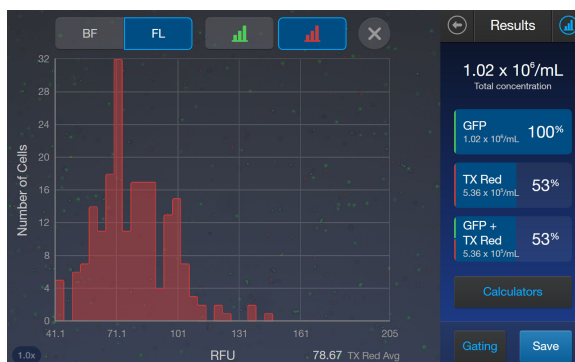 BF
FL
Results
Number of Cells
32
28
24
20
16
12
8
4
0
41.1
71.1
101
131
161
205
1.0x
RFU
78.67 TX Red Avg
1.02 x 10⁶/mL
Total concentration
GFP
1.02 x 10⁶/mL
100%
TX Red
5.36 x 10⁵/mL
53%
GFP +
TX Red
5.36 x 10⁵/mL
53%
Calculators
Gating
Save